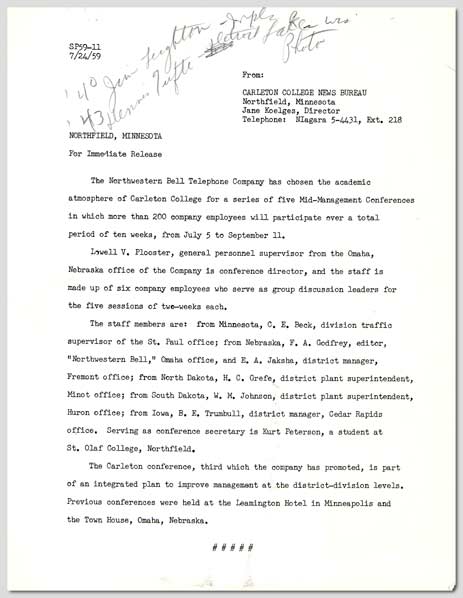 '40 Jim Leighton - Mpls
'43 Dennis Tufte - Detroit Lakes wrs
Photo
SP59-11
7/24/59
From:
CARLETON COLLEGE NEWS BUREAU
Northfield, Minnesota
Jane Koelges, Director
Telephone: NIagara 5-4431, Ext. 218
NORTHFIELD, MINNESOTA
For Immediate Release
The Northwestern Bell Telephone Company has chosen the academic
atmosphere of Carleton College for a series of five Mid-Management Conferences
in which more than 200 company employees will participate over a total
period of ten weeks, from July 5 to September 11.
Lowell V. Plooster, general personnel supervisor from the Omaha,
Nebraska office of the Company is conference director, and the staff is
made up of six company employees who serve as group discussion leaders for
the five sessions of two-weeks each.
The staff members are: from Minnesota, C. E. Beck, division traffic
supervisor of the St. Paul office; from Nebraska, F. A. Godfrey, editor,
"Northwestern Bell," Omaha office, and E. A. Jaksha, district manager,
Fremont office; from North Dakota, H. C. Grefe, district plant superintendent,
Minot office; from South Dakota, W. M. Johnson, district plant superintendent,
Huron office; from Iowa, B. E. Trumbull, district manager, Cedar Rapids
office. Serving as conference secretary is Kurt Peterson, a student at
St. Olaf College, Northfield.
The Carleton conference, third which the company has promoted, is part
of an integrated plan to improve management at the district-division levels.
Previous conferences were held at the Leamington Hotel in Minneapolis and
the Town House, Omaha, Nebraska.
# # # # #